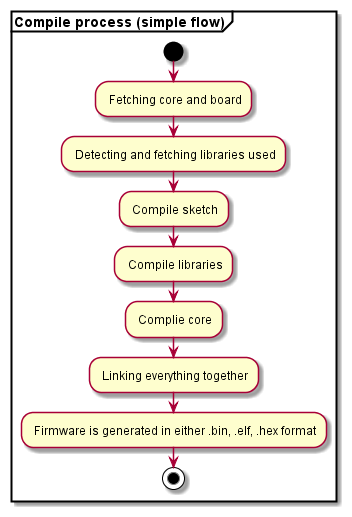 Compile process (simple flow)
Fetching core and board
Detecting and fetching libraries used
Compile sketch
Compile libraries
Complie core
Linking everything together
Firmware is generated in either .bin, .elf, .hex format